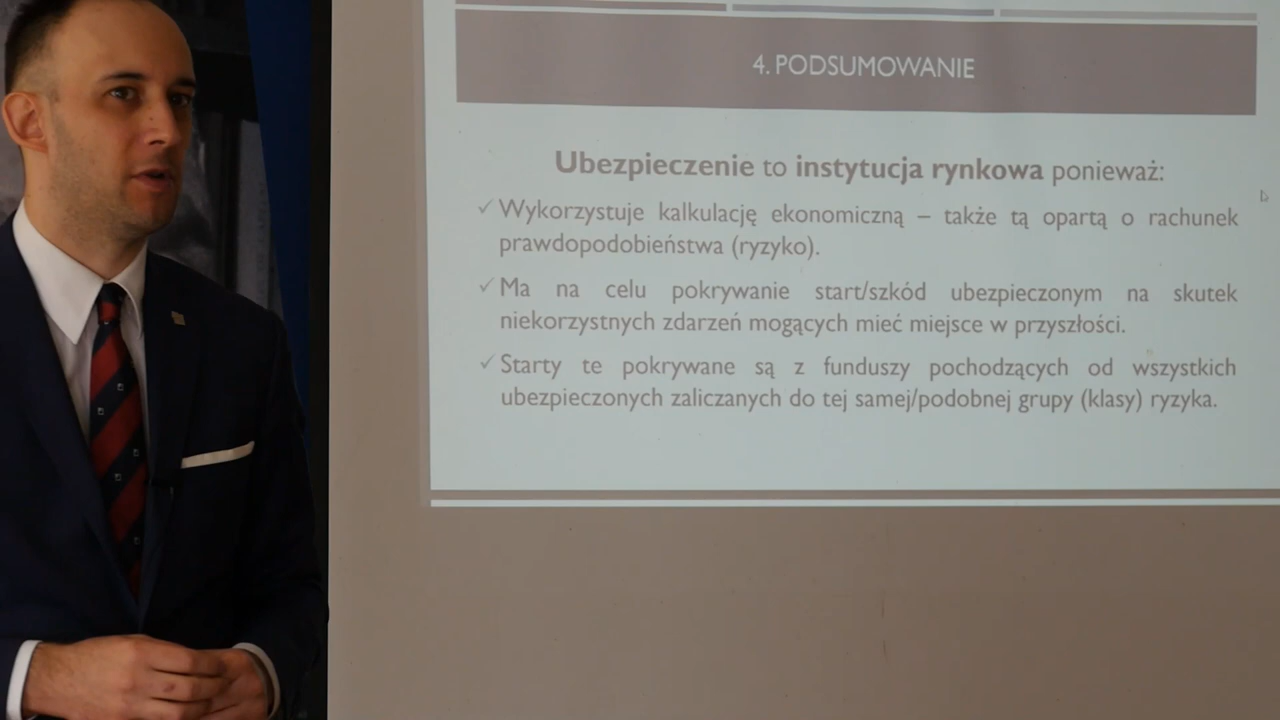 4. PODSUMOWANIE
Ubezpieczenie to instytucja rynkowa ponieważ:
✓ Wykorzystuje kalkulację ekonomiczną – także tą opartą o rachunek
prawdopodobieństwa (ryzyko).
✓ Ma na celu pokrywanie start/szkód ubezpieczonym na skutek
niekorzystnych zdarzeń mogących mieć miejsce w przyszłości.
✓ Starty te pokrywane są z funduszy pochodzących od wszystkich
ubezpieczonych zaliczanych do tej samej/podobnej grupy (klasy) ryzyka.